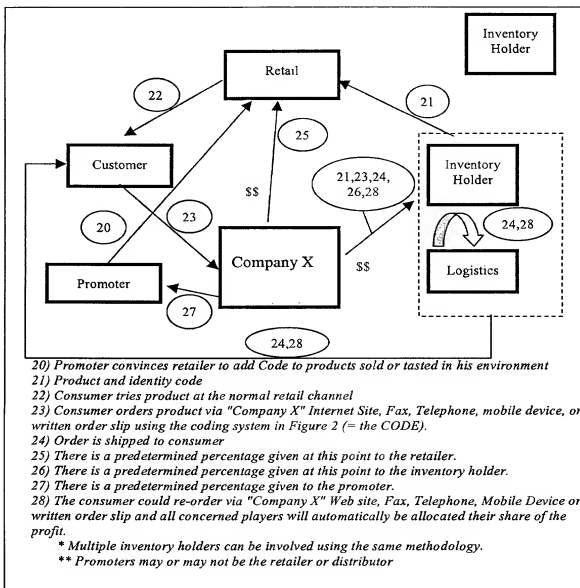 Inventory
Holder
Retail
22
25
21
Customer
21,23,24,
26,28
Inventory
Holder
$$
20
23
24,28
Company X
$$
Logistics
Promoter
27
24,28
20) Promoter convinces retailer to add Code to products sold or tasted in his environment
21) Product and identity code
22) Consumer tries product at the normal retail channel
23) Consumer orders product via "Company X" Internet Site, Fax, Telephone, mobile device, or
written order slip using the coding system in Figure 2 (= the CODE).
24) Order is shipped to consumer
25) There is a predetermined percentage given at this point to the retailer.
26) There is a predetermined percentage given at this point to the inventory holder.
27) There is a predetermined percentage given to the promoter.
28) The consumer could re-order via "Company X" Web site, Fax, Telephone, Mobile Device or
written order slip and all concerned players will automatically be allocated their share of the
profit.
* Multiple inventory holders can be involved using the same methodology.
** Promoters may or may not be the retailer or distributor